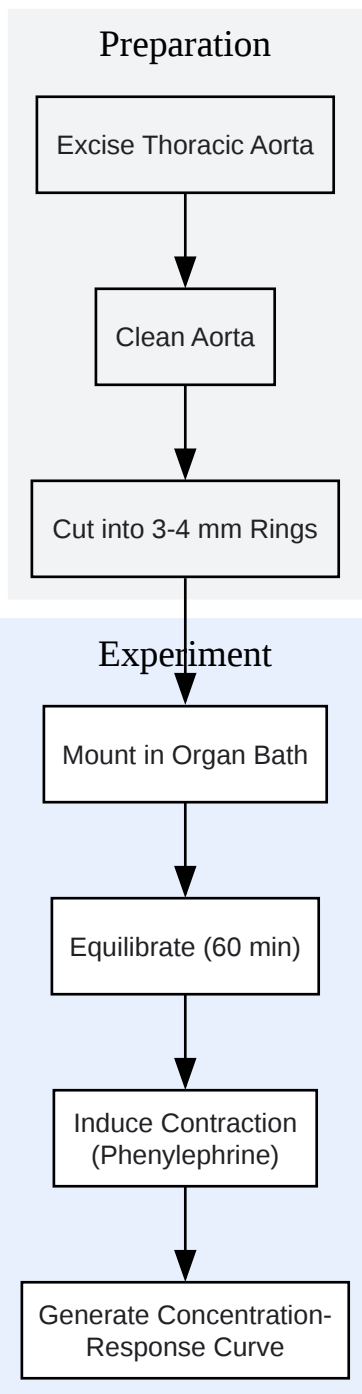 Preparation
Excise Thoracic Aorta
Clean Aorta
Cut into 3-4 mm Rings
Experiment
Mount in Organ Bath
Equilibrate (60 min)
Induce Contraction
(Phenylephrine)
Generate Concentration-
Response Curve